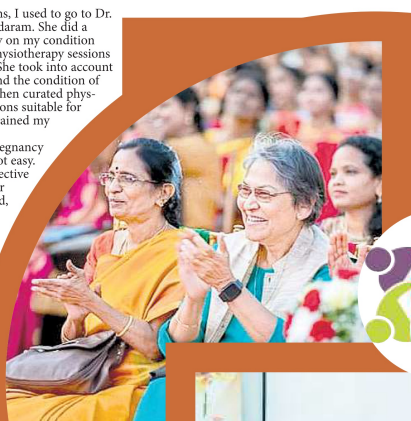 ns, I used to go to Dr.
daram. She did a
y on my condition
hysiotherapy sessions
She took into account
nd the condition of
hen curated phys-
ons suitable for
ained my
egnancy
ot easy.
ective
r
d,